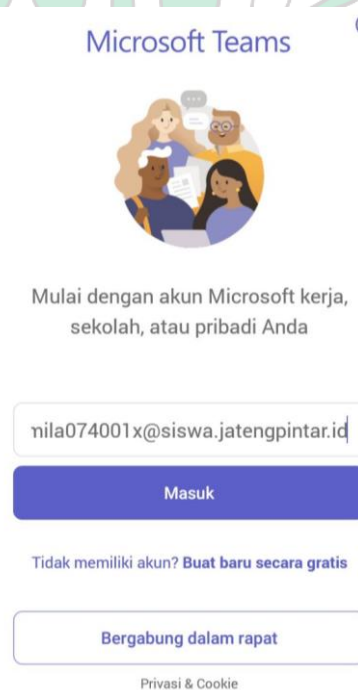 Microsoft Teams
Mulai dengan akun Microsoft kerja,
sekolah, atau pribadi Anda
nila074001x@siswa.jatengpintar.id
Masuk
Tidak memiliki akun? Buat baru secara gratis
Bergabung dalam rapat
Privasi & Cookie